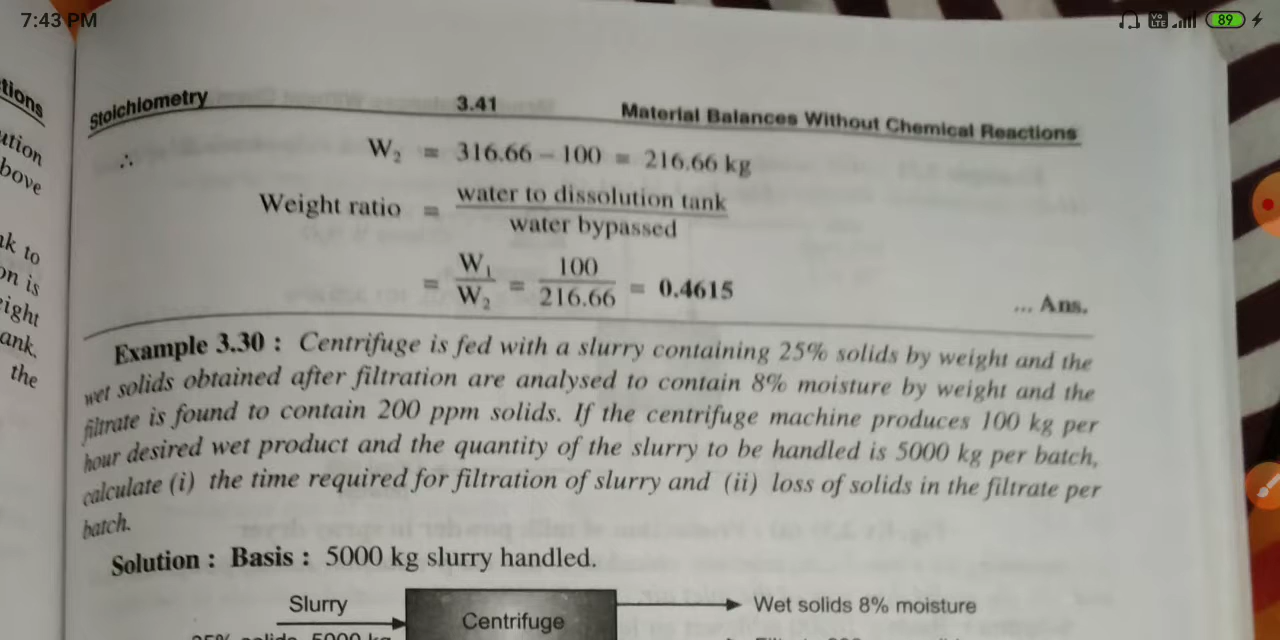 7:43 PM
VO LTE
89
tions
ution
bove
nk to
on is
eight
ank.
the
Stoichiometry 3.41 Material Balances Without Chemical Reactions
∴ W₂ = 316.66 – 100 = 216.66 kg
Weight ratio = water to dissolution tank / water bypassed
= W₁ / W₂ = 100 / 216.66 = 0.4615 ... Ans.
Example 3.30 : Centrifuge is fed with a slurry containing 25% solids by weight and the
wet solids obtained after filtration are analysed to contain 8% moisture by weight and the
filtrate is found to contain 200 ppm solids. If the centrifuge machine produces 100 kg per
hour desired wet product and the quantity of the slurry to be handled is 5000 kg per batch,
calculate (i) the time required for filtration of slurry and (ii) loss of solids in the filtrate per
batch.
Solution : Basis : 5000 kg slurry handled.
Slurry
Centrifuge
Wet solids 8% moisture